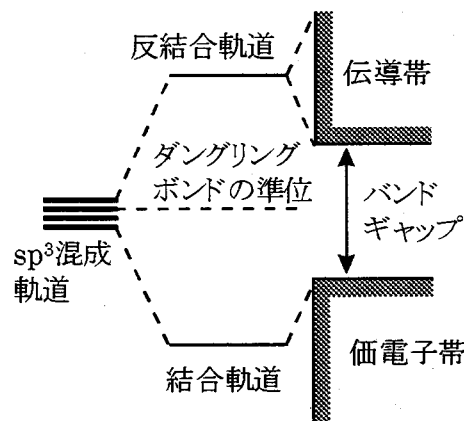 反結合軌道
伝導帯
ダングリング
ボンドの準位
バンド
ギャップ
sp³混成
軌道
価電子帯
結合軌道